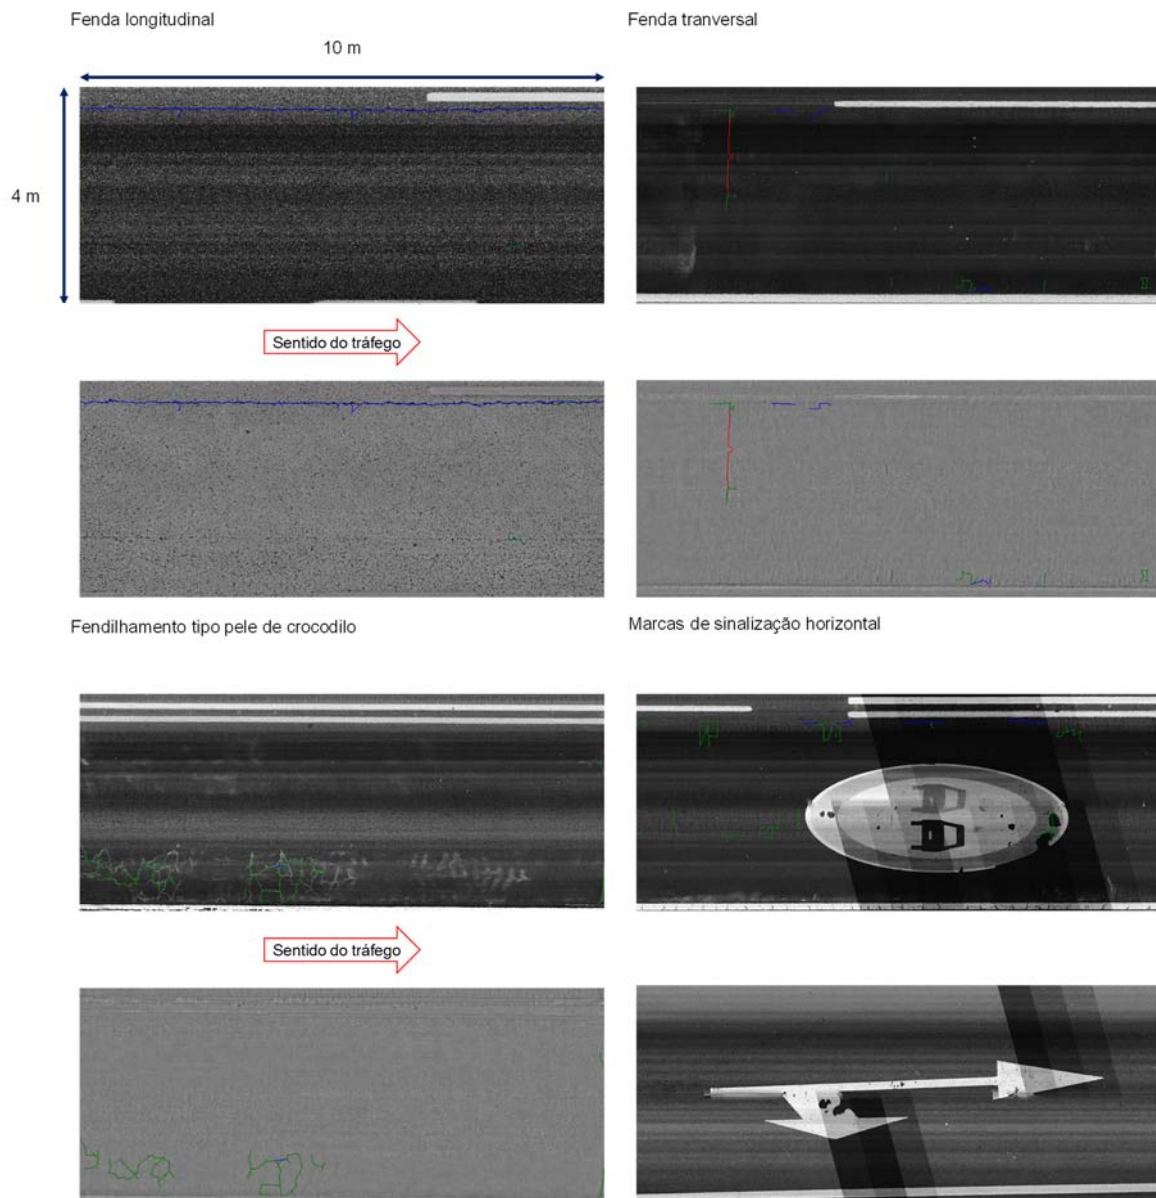 Fenda longitudinal
Fenda tranversal
10 m
4 m
Sentido do tráfego
Fendilhamento tipo pele de crocodilo
Marcas de sinalização horizontal
Sentido do tráfego